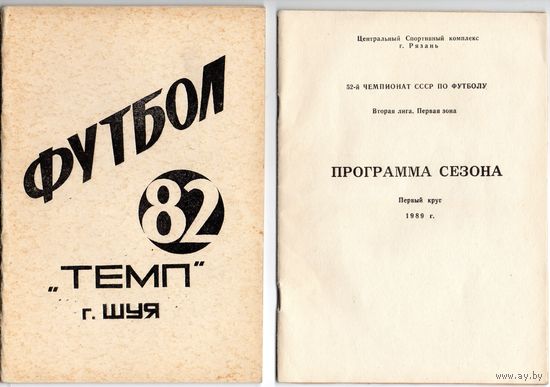 ФУТБОЛ
82
„ТЕМП"
г. ШУЯ
Центральный Спортивный комплекс
г. Рязань
52-й ЧЕМПИОНАТ СССР ПО ФУТБОЛУ
Вторая лига. Первая зона
ПРОГРАММА СЕЗОНА
Первый круг
1989 г.
www.ay.by